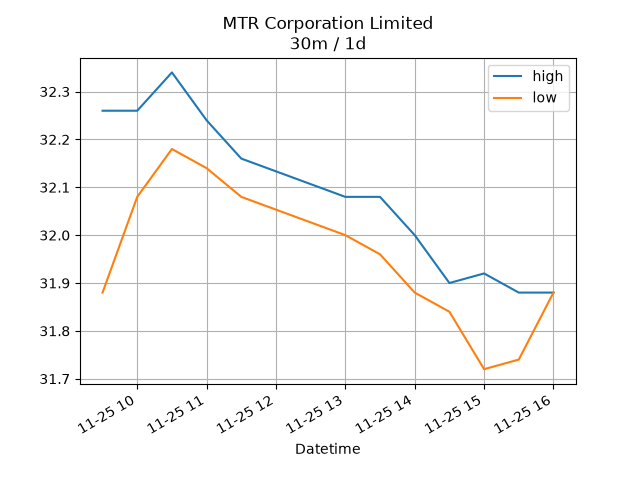 MTR Corporation Limited
30m / 1d
high
low
32.3
32.2
32.1
32.0
31.9
31.8
31.7
11-25 10
11-25 11
11-25 12
11-25 13
11-25 14
11-25 15
11-25 16
Datetime